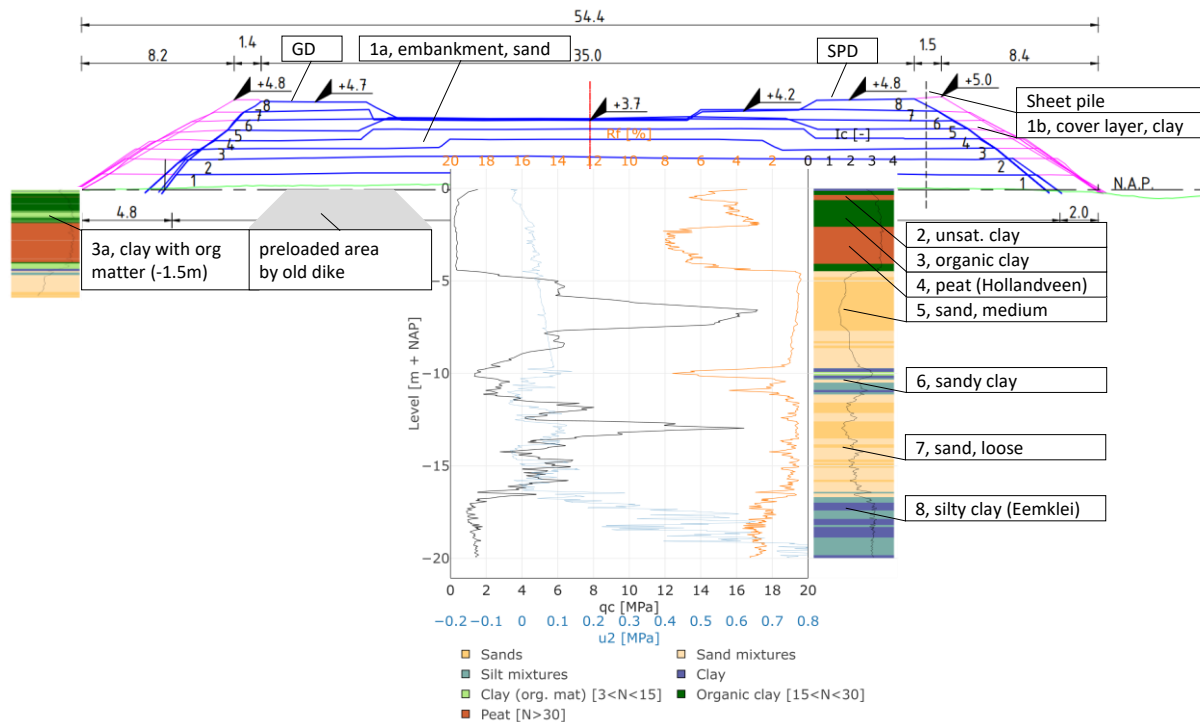 54.4
8.2
1.4
GD
1a, embankment, sand
35.0
SPD
1.5
8.4
+4.8
+4.7
+3.7
+4.2
+4.8
+5.0
Sheet pile
1b, cover layer, clay
8
7
6
5
4
3
2
1
8
7
6
5
4
3
2
1
Rf [%]
Ic [-]
20 18 16 14 12 10 8 6 4 2 0 1 2 3 4
N.A.P.
4.8
2.0
3a, clay with org
matter (-1.5m)
preloaded area
by old dike
2, unsat. clay
3, organic clay
4, peat (Hollandveen)
5, sand, medium
6, sandy clay
7, sand, loose
8, silty clay (Eemklei)
Level [m + NAP]
0
−5
−10
−15
−20
0 2 4 6 8 10 12 14 16 18 20
qc [MPa]
−0.2 −0.1 0 0.1 0.2 0.3 0.4 0.5 0.6 0.7 0.8
u2 [MPa]
Sands
Sand mixtures
Silt mixtures
Clay
Clay (org. mat) [3<N<15]
Organic clay [15<N<30]
Peat [N>30]